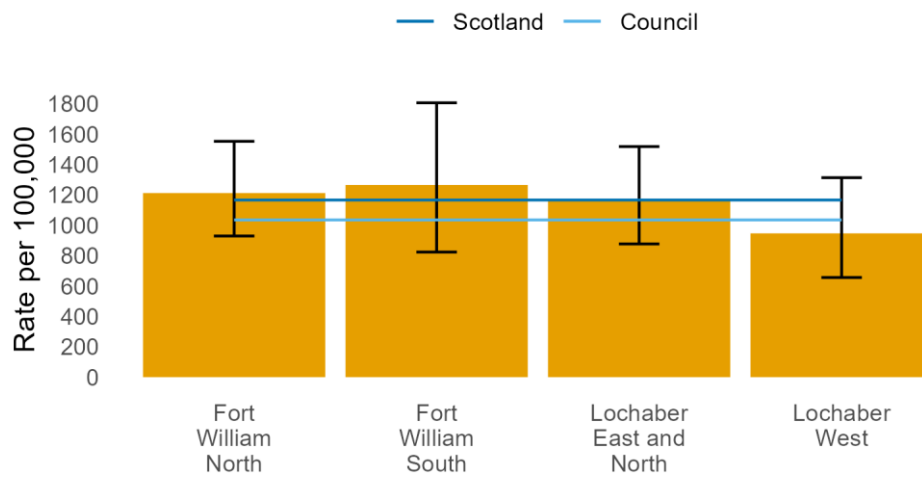 Scotland Council
Rate per 100,000
1800
1600
1400
1200
1000
800
600
400
200
0
Fort
William
North
Fort
William
South
Lochaber
East and
North
Lochaber
West